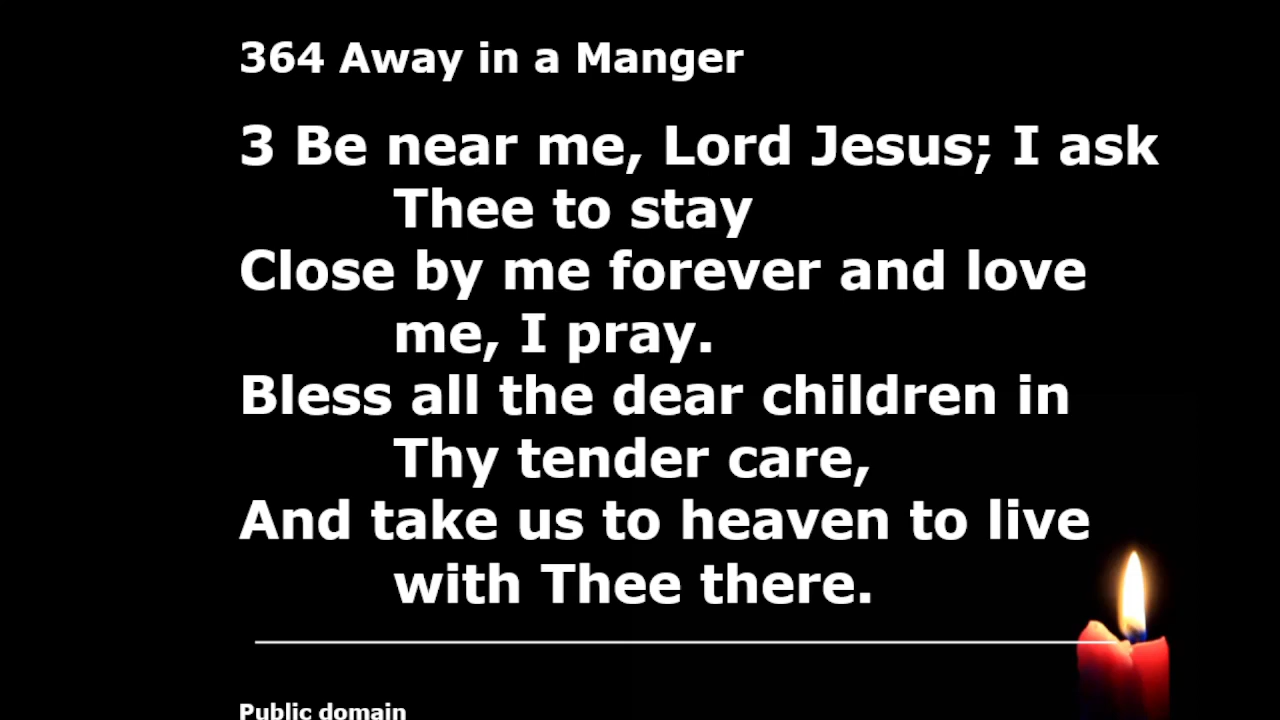 364 Away in a Manger
3 Be near me, Lord Jesus; I ask
Thee to stay
Close by me forever and love
me, I pray.
Bless all the dear children in
Thy tender care,
And take us to heaven to live
with Thee there.
Public domain